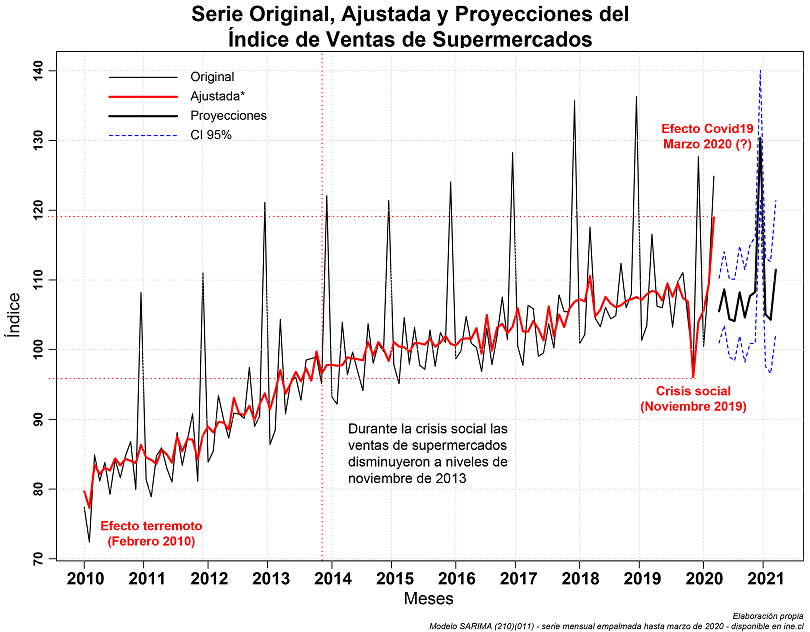 Serie Original, Ajustada y Proyecciones del
Índice de Ventas de Supermercados
Original
Ajustada*
Proyecciones
CI 95%
Efecto Covid19
Marzo 2020 (?)
Crisis social
(Noviembre 2019)
Durante la crisis social las
ventas de supermercados
disminuyeron a niveles de
noviembre de 2013
Efecto terremoto
(Febrero 2010)
Índice
140
130
120
110
100
90
80
70
2010 2011 2012 2013 2014 2015 2016 2017 2018 2019 2020 2021
Meses
Elaboración propia
Modelo SARIMA (210)(011) - serie mensual empalmada hasta marzo de 2020 - disponible en ine.cl